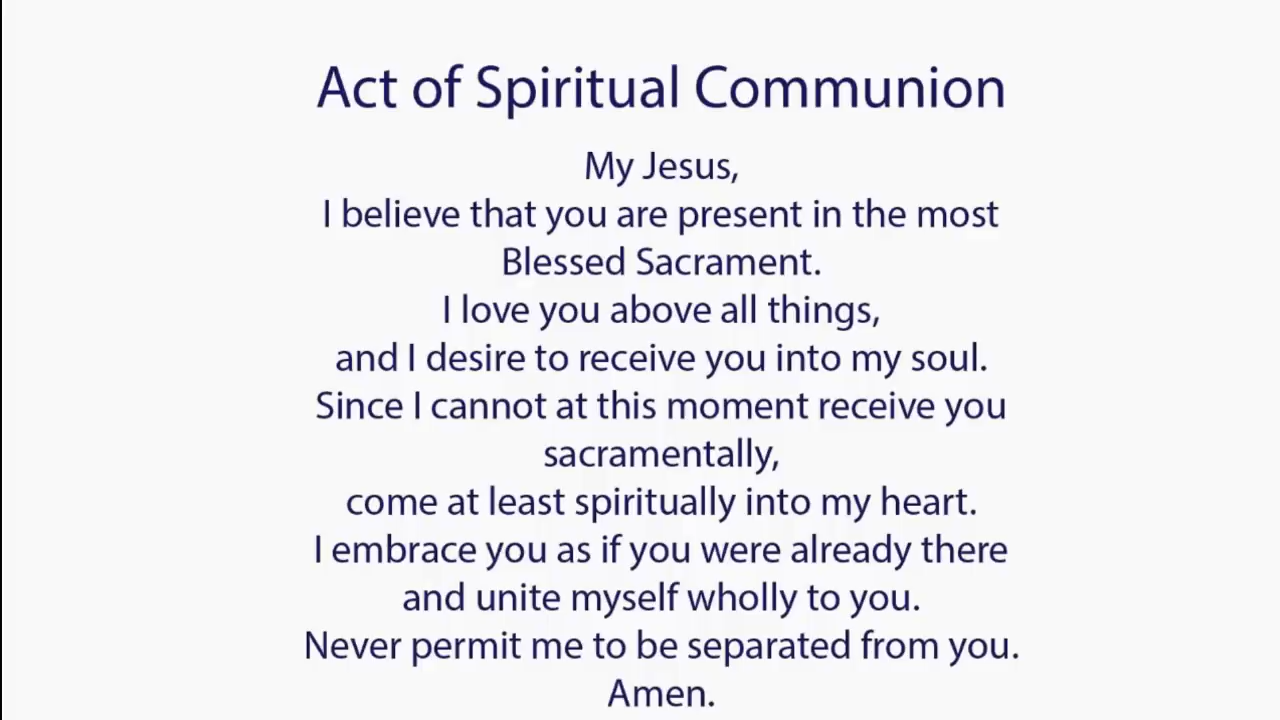 Act of Spiritual Communion
My Jesus,
I believe that you are present in the most
Blessed Sacrament.
I love you above all things,
and I desire to receive you into my soul.
Since I cannot at this moment receive you
sacramentally,
come at least spiritually into my heart.
I embrace you as if you were already there
and unite myself wholly to you.
Never permit me to be separated from you.
Amen.